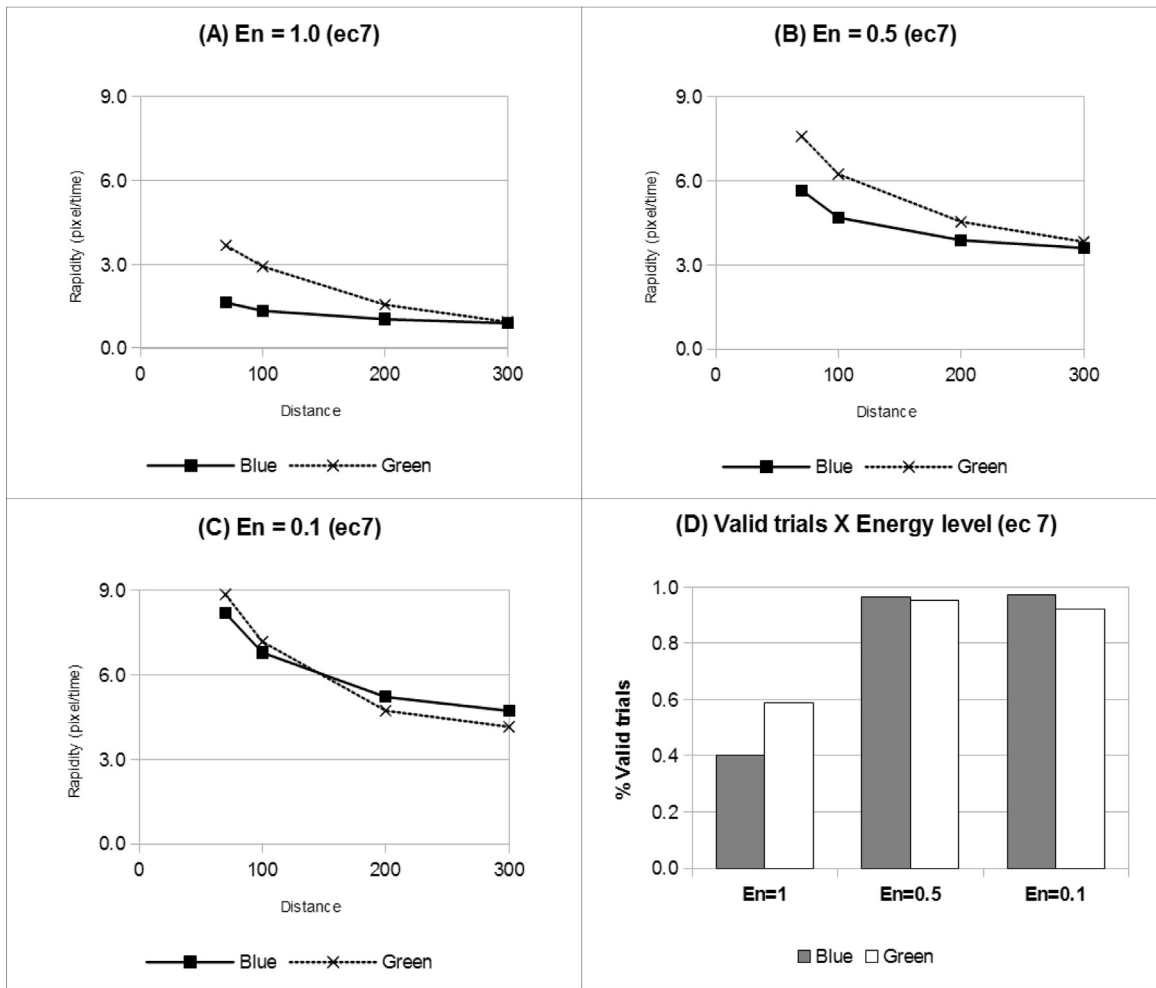 (A) En = 1.0 (ec7)
9.0
6.0
3.0
0.0
Rapidity (pixel/time)
0 100 200 300
Distance
Blue Green
(B) En = 0.5 (ec7)
9.0
6.0
3.0
0.0
Rapidity (pixel/time)
0 100 200 300
Distance
Blue Green
(C) En = 0.1 (ec7)
9.0
6.0
3.0
0.0
Rapidity (pixel/time)
0 100 200 300
Distance
Blue Green
(D) Valid trials X Energy level (ec 7)
1.0
0.8
0.6
0.4
0.2
0.0
% Valid trials
En=1 En=0.5 En=0.1
Blue Green